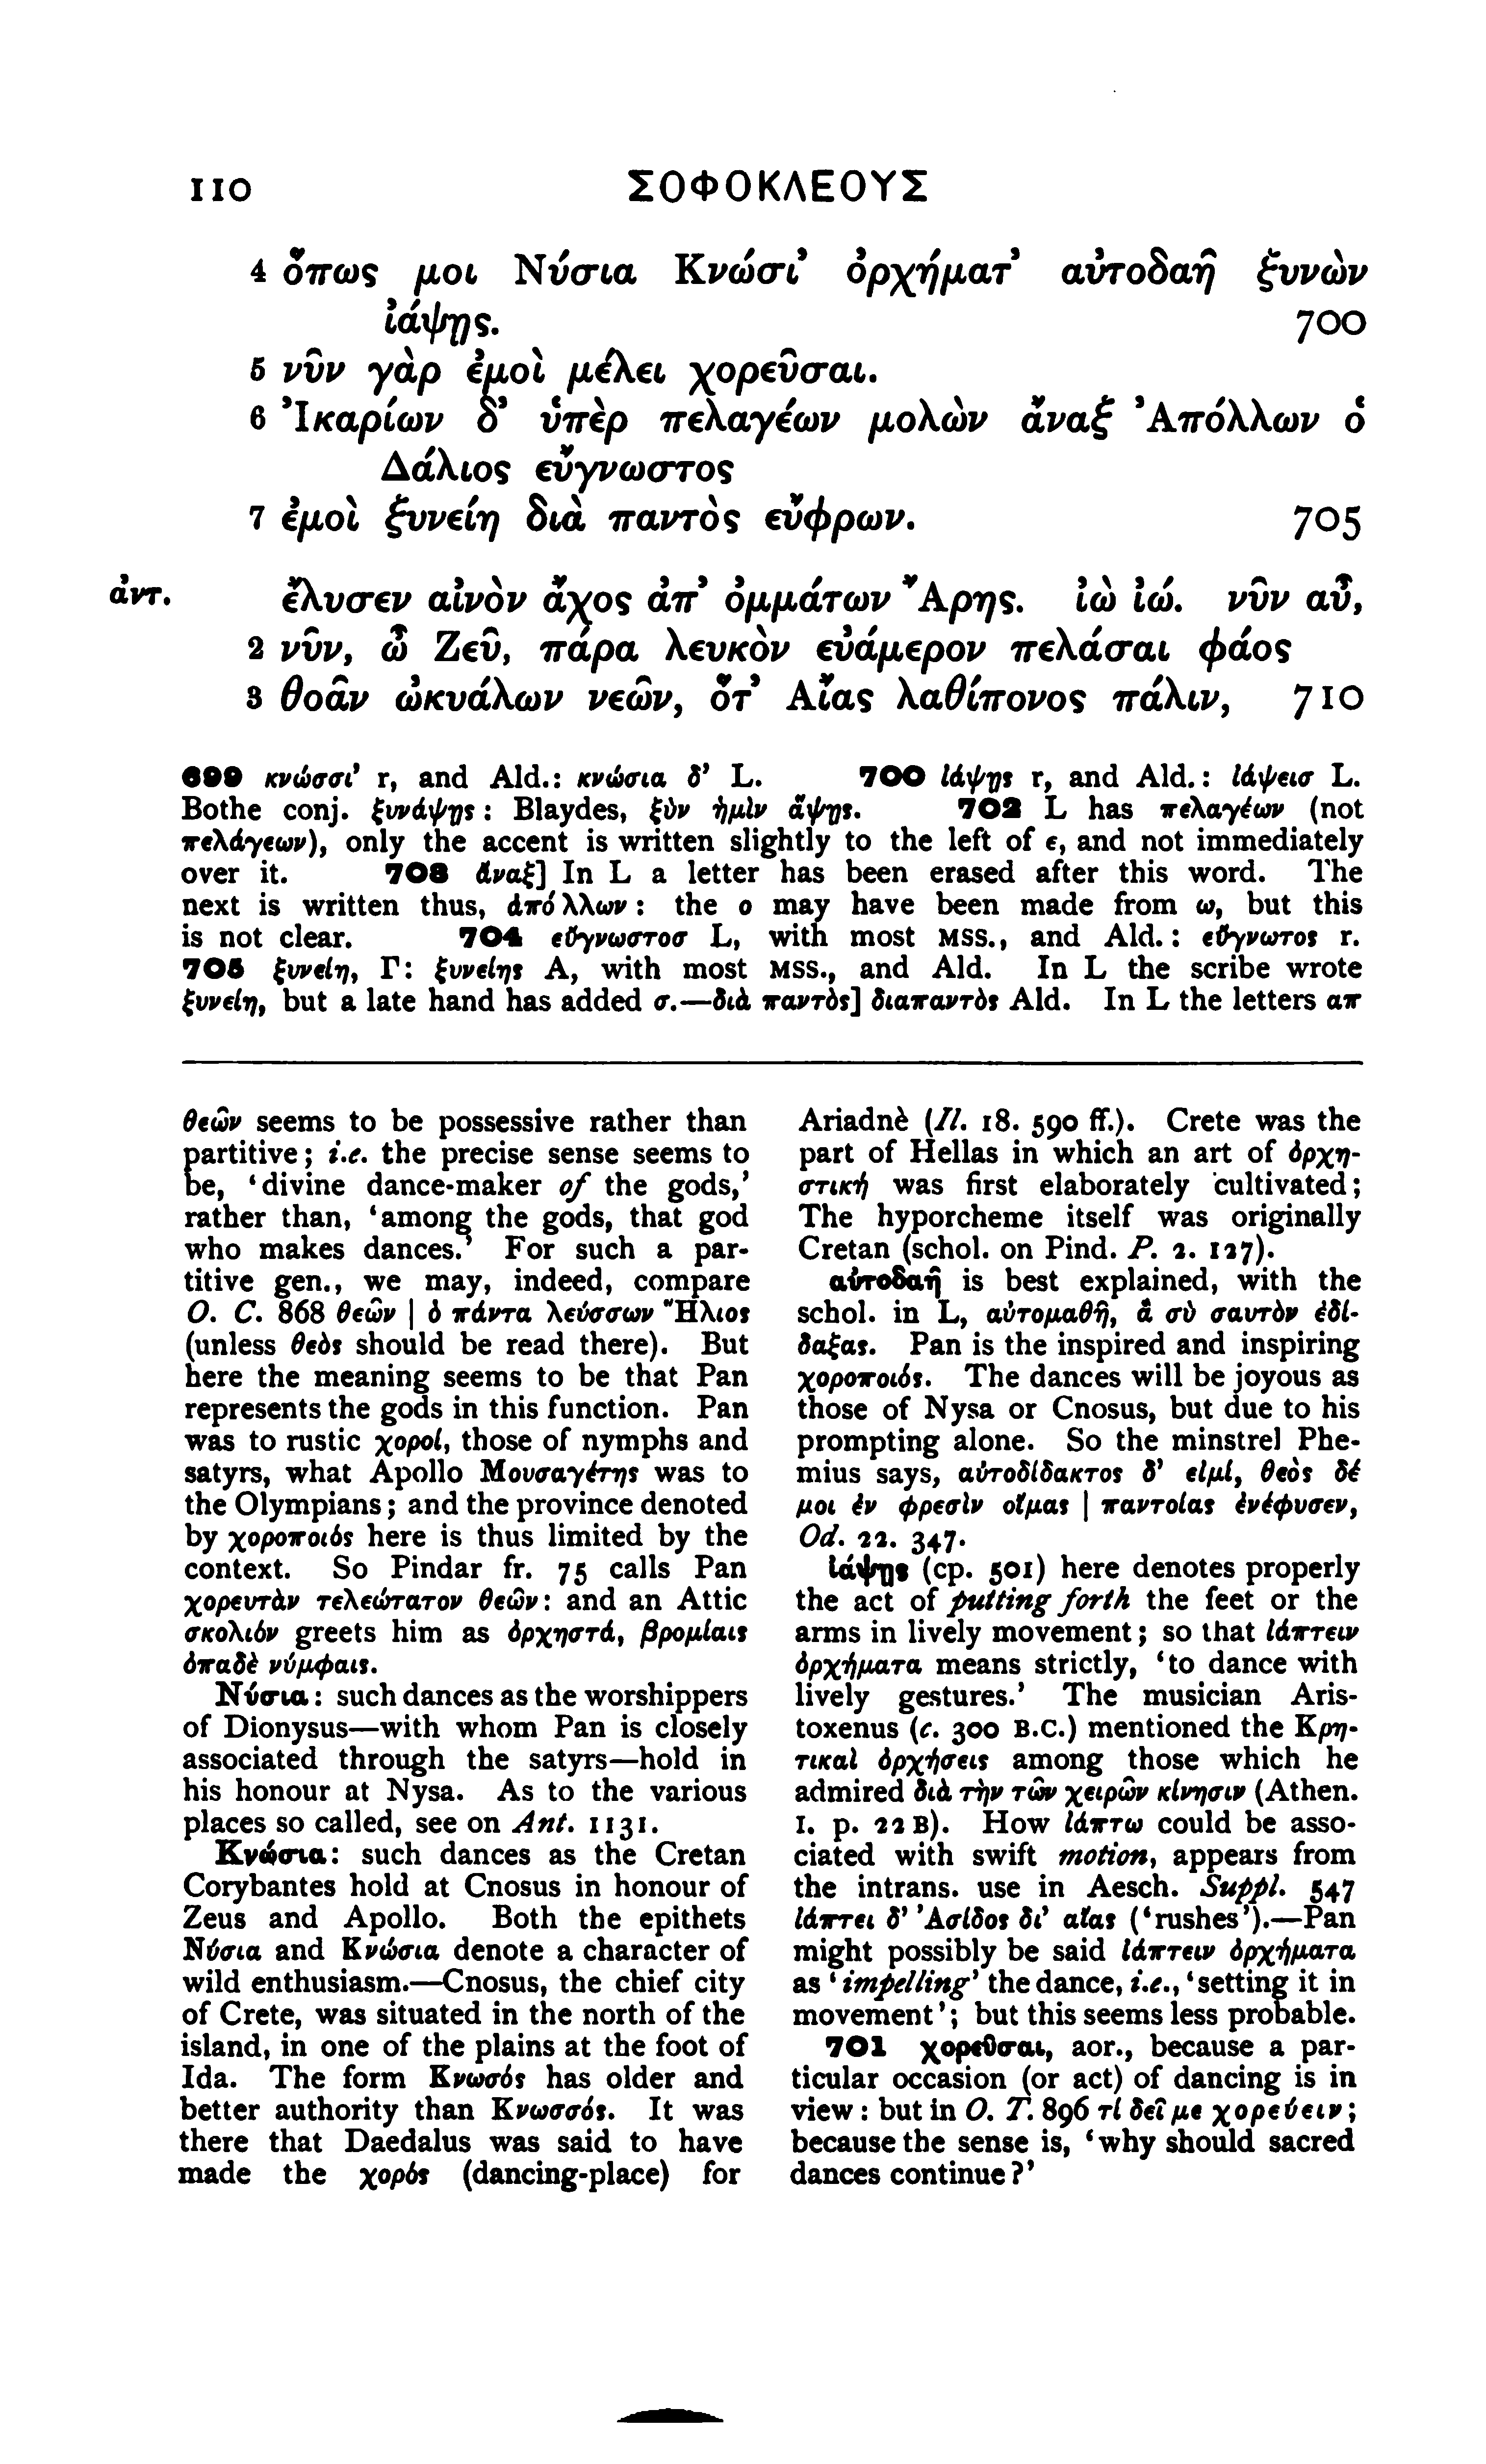 110
ΣΟΦΟΚΛΕΟΥΣ
4 ὅπως μοι Νύσια Κνώσι’ ὀρχήματ’ αὐτοδαῆ ξυνὼν
ἰάψῃς. 700
5 νῦν γὰρ ἐμοὶ μέλει χορεῦσαι.
6 Ἰκαρίων δ’ ὑπὲρ πελαγέων μολὼν ἄναξ Ἀπόλλων ὁ
Δάλιος εὔγνωστος
7 ἐμοὶ ξυνείη διὰ παντὸς εὔφρων. 705
ἀντ. ἔλυσεν αἰνὸν ἄχος ἀπ’ ὀμμάτων Ἄρης. ἰὼ ἰώ. νῦν αὖ,
2 νῦν, ὦ Ζεῦ, πάρα λευκὸν εὐάμερον πελάσαι φάος
3 θοᾶν ὠκυάλων νεῶν, ὅτ’ Αἴας λαθίπονος πάλιν, 710
699 κνώσσι’ r, and Ald.: κνώσια δ’ L. 700 ἰάψῃς r, and Ald.: ἰάψεισ L.
Bothe conj. ξυνάψῃς: Blaydes, ξὺν ἡμὶν ἅψῃς. 702 L has πελαγέων (not
πελάγεων), only the accent is written slightly to the left of ε, and not immediately
over it. 703 ἄναξ] In L a letter has been erased after this word. The
next is written thus, ἀπό λλων: the ο may have been made from ω, but this
is not clear. 704 εὔγνωστοσ L, with most MSS., and Ald.: εὔγνωτος r.
705 ξυνείη, Γ: ξυνείης A, with most MSS., and Ald. In L the scribe wrote
ξυνείη, but a late hand has added σ.—διὰ παντὸς] διαπαντὸς Ald. In L the letters απ
θεῶν seems to be possessive rather than
partitive; i.e. the precise sense seems to
be, ‘divine dance-maker of the gods,’
rather than, ‘among the gods, that god
who makes dances.’ For such a par-
titive gen., we may, indeed, compare
O. C. 868 θεῶν | ὁ πάντα λεύσσων Ἥλιος
(unless θεὸς should be read there). But
here the meaning seems to be that Pan
represents the gods in this function. Pan
was to rustic χοροί, those of nymphs and
satyrs, what Apollo Μουσαγέτης was to
the Olympians; and the province denoted
by χοροποιός here is thus limited by the
context. So Pindar fr. 75 calls Pan
χορευτὰν τελεώτατον θεῶν: and an Attic
σκολιόν greets him as ὀρχηστά, βρομίαις
ὀπαδὲ νύμφαις.
Νύσια: such dances as the worshippers
of Dionysus—with whom Pan is closely
associated through the satyrs—hold in
his honour at Nysa. As to the various
places so called, see on Ant. 1131.
Κνώσια: such dances as the Cretan
Corybantes hold at Cnosus in honour of
Zeus and Apollo. Both the epithets
Νύσια and Κνώσια denote a character of
wild enthusiasm.—Cnosus, the chief city
of Crete, was situated in the north of the
island, in one of the plains at the foot of
Ida. The form Κνωσός has older and
better authority than Κνωσσός. It was
there that Daedalus was said to have
made the χορός (dancing-place) for
Ariadnè (Il. 18. 590 ff.). Crete was the
part of Hellas in which an art of ὀρχη-
στική was first elaborately cultivated;
The hyporcheme itself was originally
Cretan (schol. on Pind. P. 2. 127).
αὐτοδαῆ is best explained, with the
schol. in L, αὐτομαθῆ, ἃ σὺ σαυτὸν ἐδί-
δαξας. Pan is the inspired and inspiring
χοροποιός. The dances will be joyous as
those of Nysa or Cnosus, but due to his
prompting alone. So the minstrel Phe-
mius says, αὐτοδίδακτος δ’ εἰμί, θεὸς δέ
μοι ἐν φρεσὶν οἴμας | παντοίας ἐνέφυσεν,
Od. 22. 347.
ἰάψῃς (cp. 501) here denotes properly
the act of putting forth the feet or the
arms in lively movement; so that ἰάπτειν
ὀρχήματα means strictly, ‘to dance with
lively gestures.’ The musician Aris-
toxenus (c. 300 B.C.) mentioned the Κρη-
τικαὶ ὀρχήσεις among those which he
admired διὰ τὴν τῶν χειρῶν κίνησιν (Athen.
I. p. 22 B). How ἰάπτω could be asso-
ciated with swift motion, appears from
the intrans. use in Aesch. Suppl. 547
ἰάπτει δ’ Ἀσίδος δι’ αἴας (‘rushes’).—Pan
might possibly be said ἰάπτειν ὀρχήματα
as ‘impelling’ the dance, i.e., ‘setting it in
movement’; but this seems less probable.
701 χορεῦσαι, aor., because a par-
ticular occasion (or act) of dancing is in
view: but in O. T. 896 τί δεῖ με χορεύειν;
because the sense is, ‘why should sacred
dances continue?’